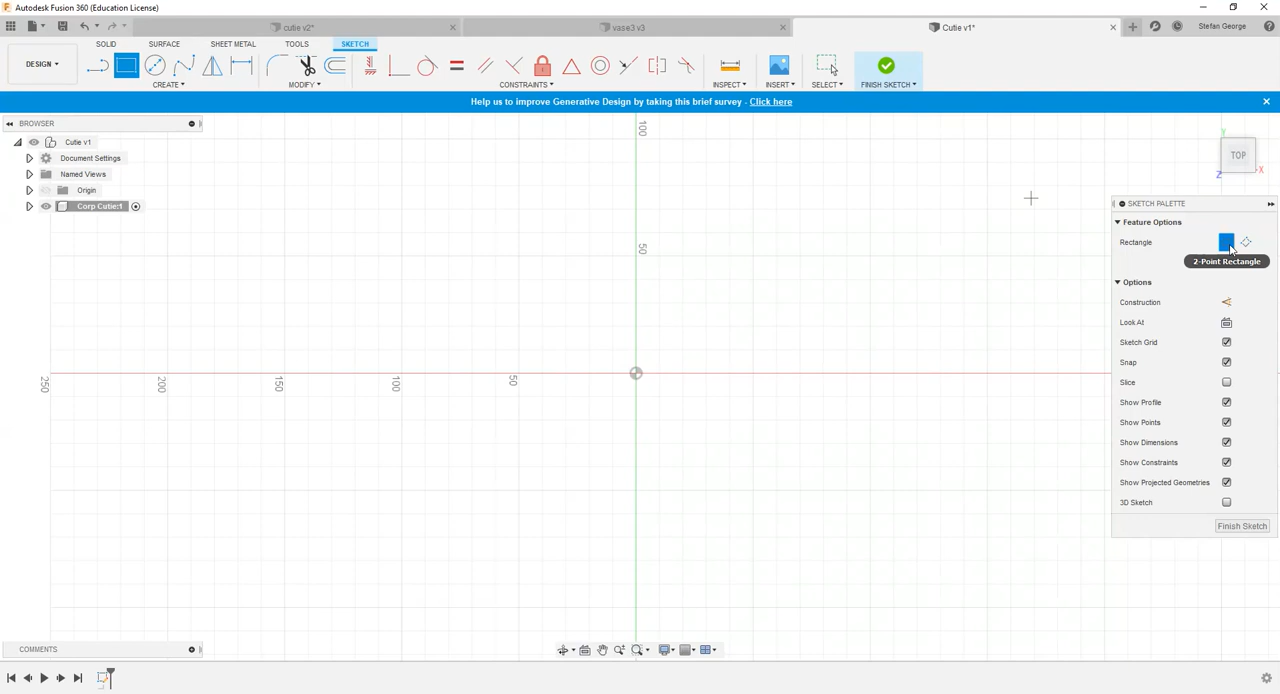 Autodesk Fusion 360 (Education License)
cutie v2*
vase3 v3
Cutie v1*
Stefan George
SOLID
SURFACE
SHEET METAL
TOOLS
SKETCH
DESIGN
CREATE
MODIFY
CONSTRAINTS
INSPECT
INSERT
SELECT
FINISH SKETCH
Help us to improve Generative Design by taking this brief survey - Click here
BROWSER
Cutie v1
Document Settings
Named Views
Origin
Corp Cutie:1
100
50
250
200
150
100
50
Y
TOP
Z
X
SKETCH PALETTE
Feature Options
Rectangle
2-Point Rectangle
Options
Construction
Look At
Sketch Grid
Snap
Slice
Show Profile
Show Points
Show Dimensions
Show Constraints
Show Projected Geometries
3D Sketch
Finish Sketch
COMMENTS